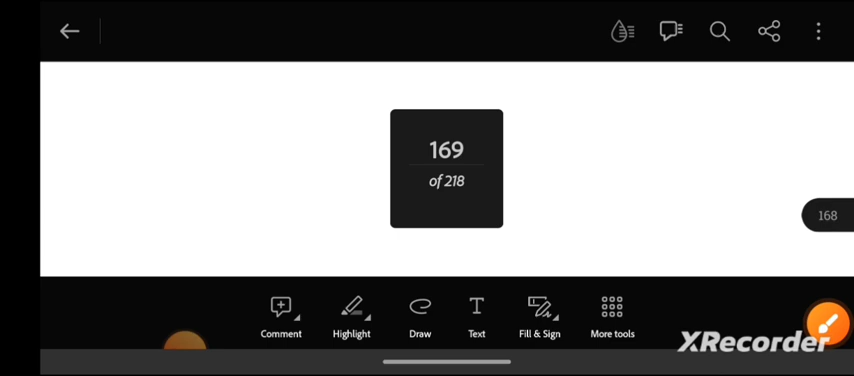 169
of 218
168
Comment
Highlight
Draw
Text
Fill & Sign
More tools
XRecorder